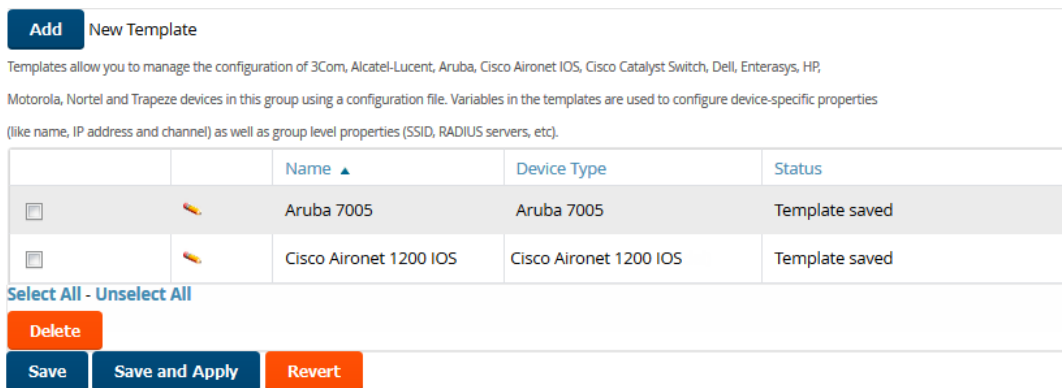 Add New Template
Templates allow you to manage the configuration of 3Com, Alcatel-Lucent, Aruba, Cisco Aironet IOS, Cisco Catalyst Switch, Dell, Enterasys, HP,
Motorola, Nortel and Trapeze devices in this group using a configuration file. Variables in the templates are used to configure device-specific properties
(like name, IP address and channel) as well as group level properties (SSID, RADIUS servers, etc).
Name ▲ Device Type Status
Aruba 7005 Aruba 7005 Template saved
Cisco Aironet 1200 IOS Cisco Aironet 1200 IOS Template saved
Select All - Unselect All
Delete
Save Save and Apply Revert